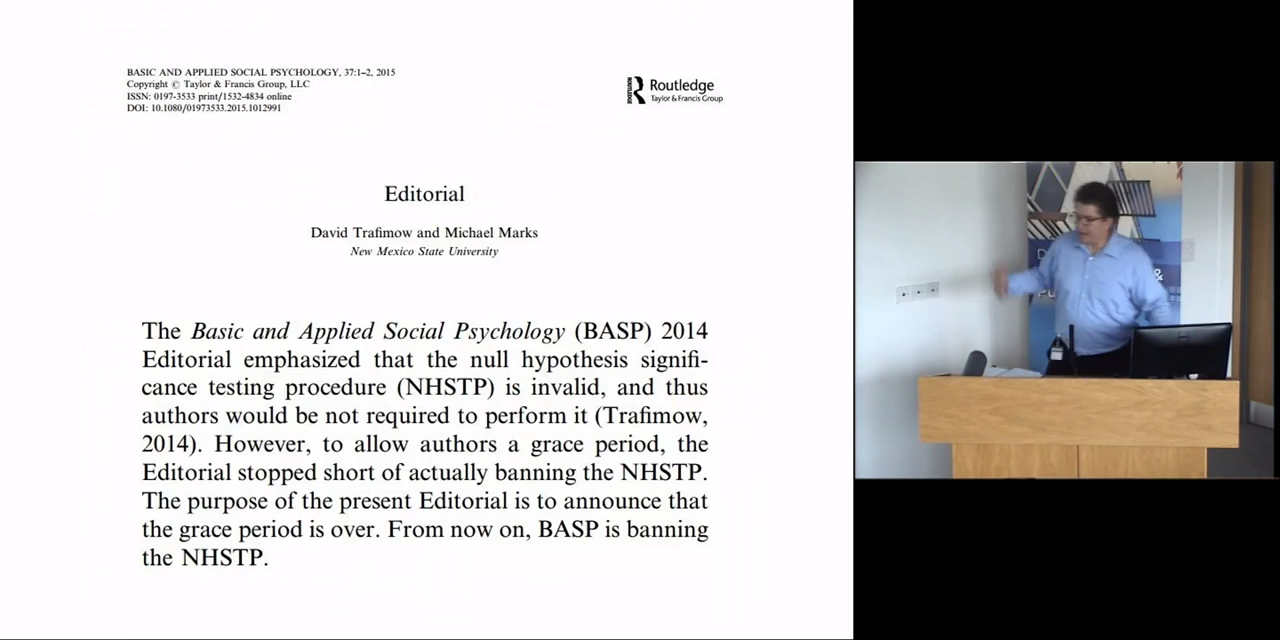 BASIC AND APPLIED SOCIAL PSYCHOLOGY, 37:1–2, 2015
Copyright © Taylor & Francis Group, LLC
ISSN: 0197-3533 print/1532-4834 online
DOI: 10.1080/01973533.2015.1012991
Routledge
Taylor & Francis Group
ROUTLEDGE
Editorial
David Trafimow and Michael Marks
New Mexico State University
The Basic and Applied Social Psychology (BASP) 2014
Editorial emphasized that the null hypothesis signifi-
cance testing procedure (NHSTP) is invalid, and thus
authors would be not required to perform it (Trafimow,
2014). However, to allow authors a grace period, the
Editorial stopped short of actually banning the NHSTP.
The purpose of the present Editorial is to announce that
the grace period is over. From now on, BASP is banning
the NHSTP.
&